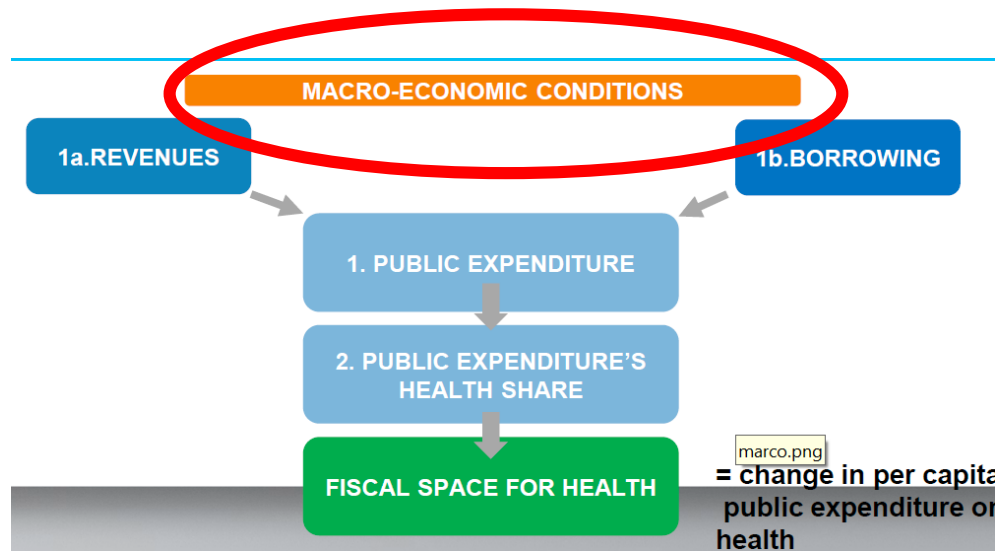 MACRO-ECONOMIC CONDITIONS
1a.REVENUES
1b.BORROWING
1. PUBLIC EXPENDITURE
2. PUBLIC EXPENDITURE’S
HEALTH SHARE
FISCAL SPACE FOR HEALTH
marco.png
= change in per capita
public expenditure on
health